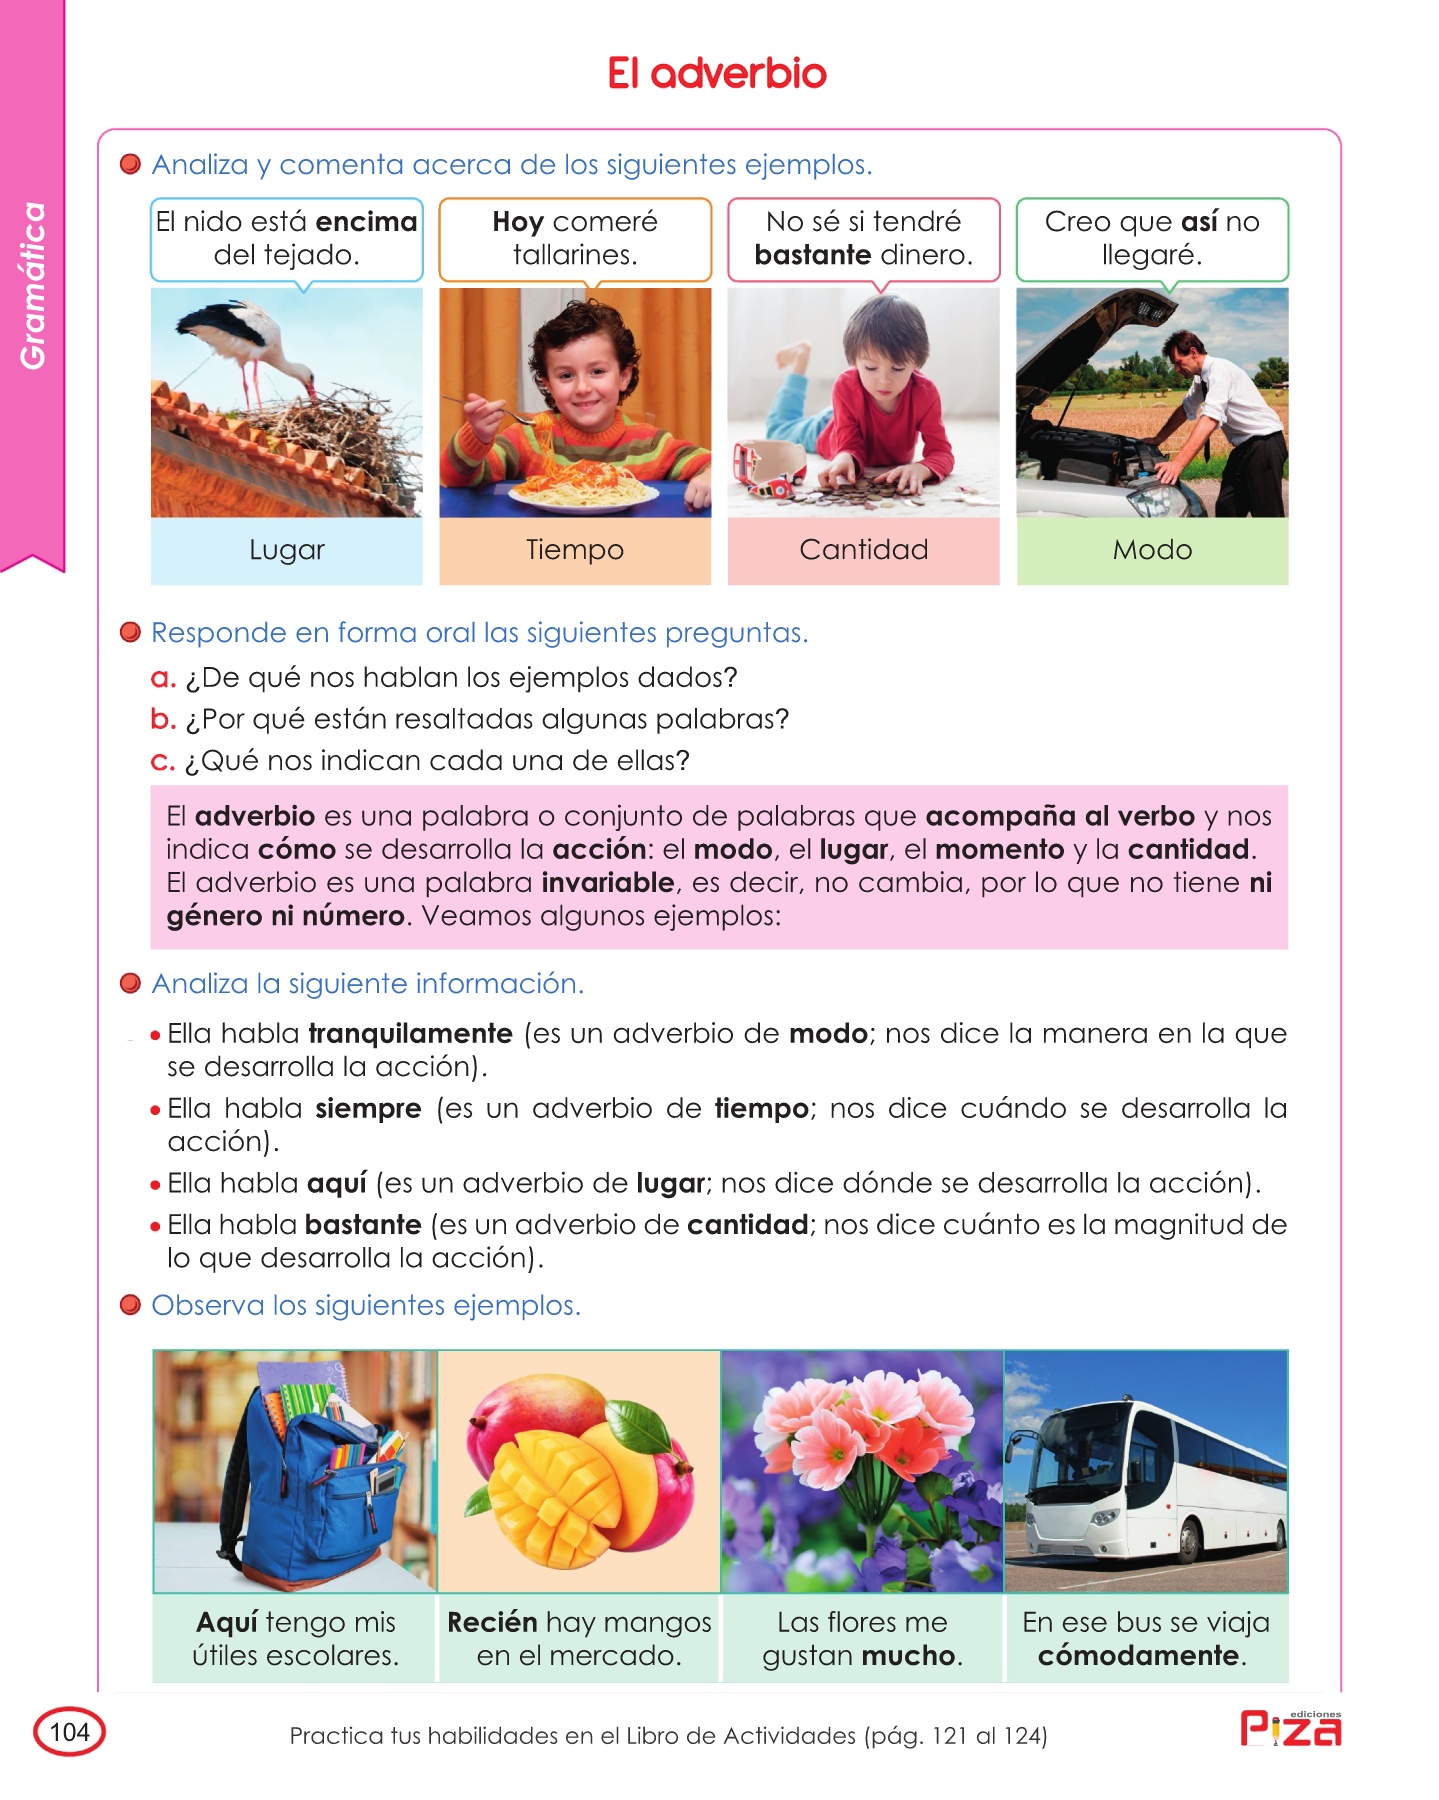 El adverbio
Gramática
Analiza y comenta acerca de los siguientes ejemplos.
El nido está encima
del tejado.
Hoy comeré
tallarines.
No sé si tendré
bastante dinero.
Creo que así no
llegaré.
Lugar
Tiempo
Cantidad
Modo
Responde en forma oral las siguientes preguntas.
a. ¿De qué nos hablan los ejemplos dados?
b. ¿Por qué están resaltadas algunas palabras?
c. ¿Qué nos indican cada una de ellas?
El adverbio es una palabra o conjunto de palabras que acompaña al verbo y nos
indica cómo se desarrolla la acción: el modo, el lugar, el momento y la cantidad.
El adverbio es una palabra invariable, es decir, no cambia, por lo que no tiene ni
género ni número. Veamos algunos ejemplos:
Analiza la siguiente información.
• Ella habla tranquilamente (es un adverbio de modo; nos dice la manera en la que
se desarrolla la acción).
• Ella habla siempre (es un adverbio de tiempo; nos dice cuándo se desarrolla la
acción).
• Ella habla aquí (es un adverbio de lugar; nos dice dónde se desarrolla la acción).
• Ella habla bastante (es un adverbio de cantidad; nos dice cuánto es la magnitud de
lo que desarrolla la acción).
Observa los siguientes ejemplos.
Aquí tengo mis
útiles escolares.
Recién hay mangos
en el mercado.
Las flores me
gustan mucho.
En ese bus se viaja
cómodamente.
104
Practica tus habilidades en el Libro de Actividades (pág. 121 al 124)
ediciones
Piza